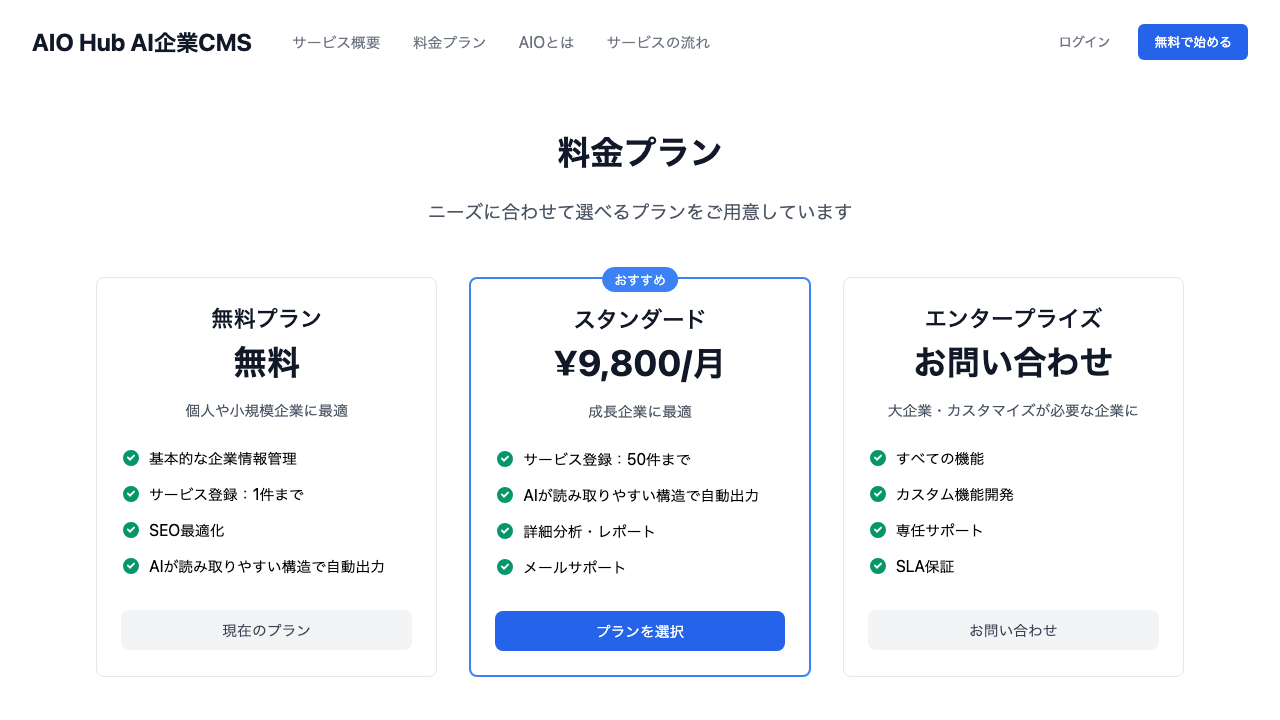 AIO Hub AI企業CMS
サービス概要
料金プラン
AIOとは
サービスの流れ
ログイン
無料で始める
料金プラン
ニーズに合わせて選べるプランをご用意しています
無料プラン
無料
個人や小規模企業に最適
基本的な企業情報管理
サービス登録：1件まで
SEO最適化
AIが読み取りやすい構造で自動出力
現在のプラン
おすすめ
スタンダード
¥9,800/月
成長企業に最適
サービス登録：50件まで
AIが読み取りやすい構造で自動出力
詳細分析・レポート
メールサポート
プランを選択
エンタープライズ
お問い合わせ
大企業・カスタマイズが必要な企業に
すべての機能
カスタム機能開発
専任サポート
SLA保証
お問い合わせ